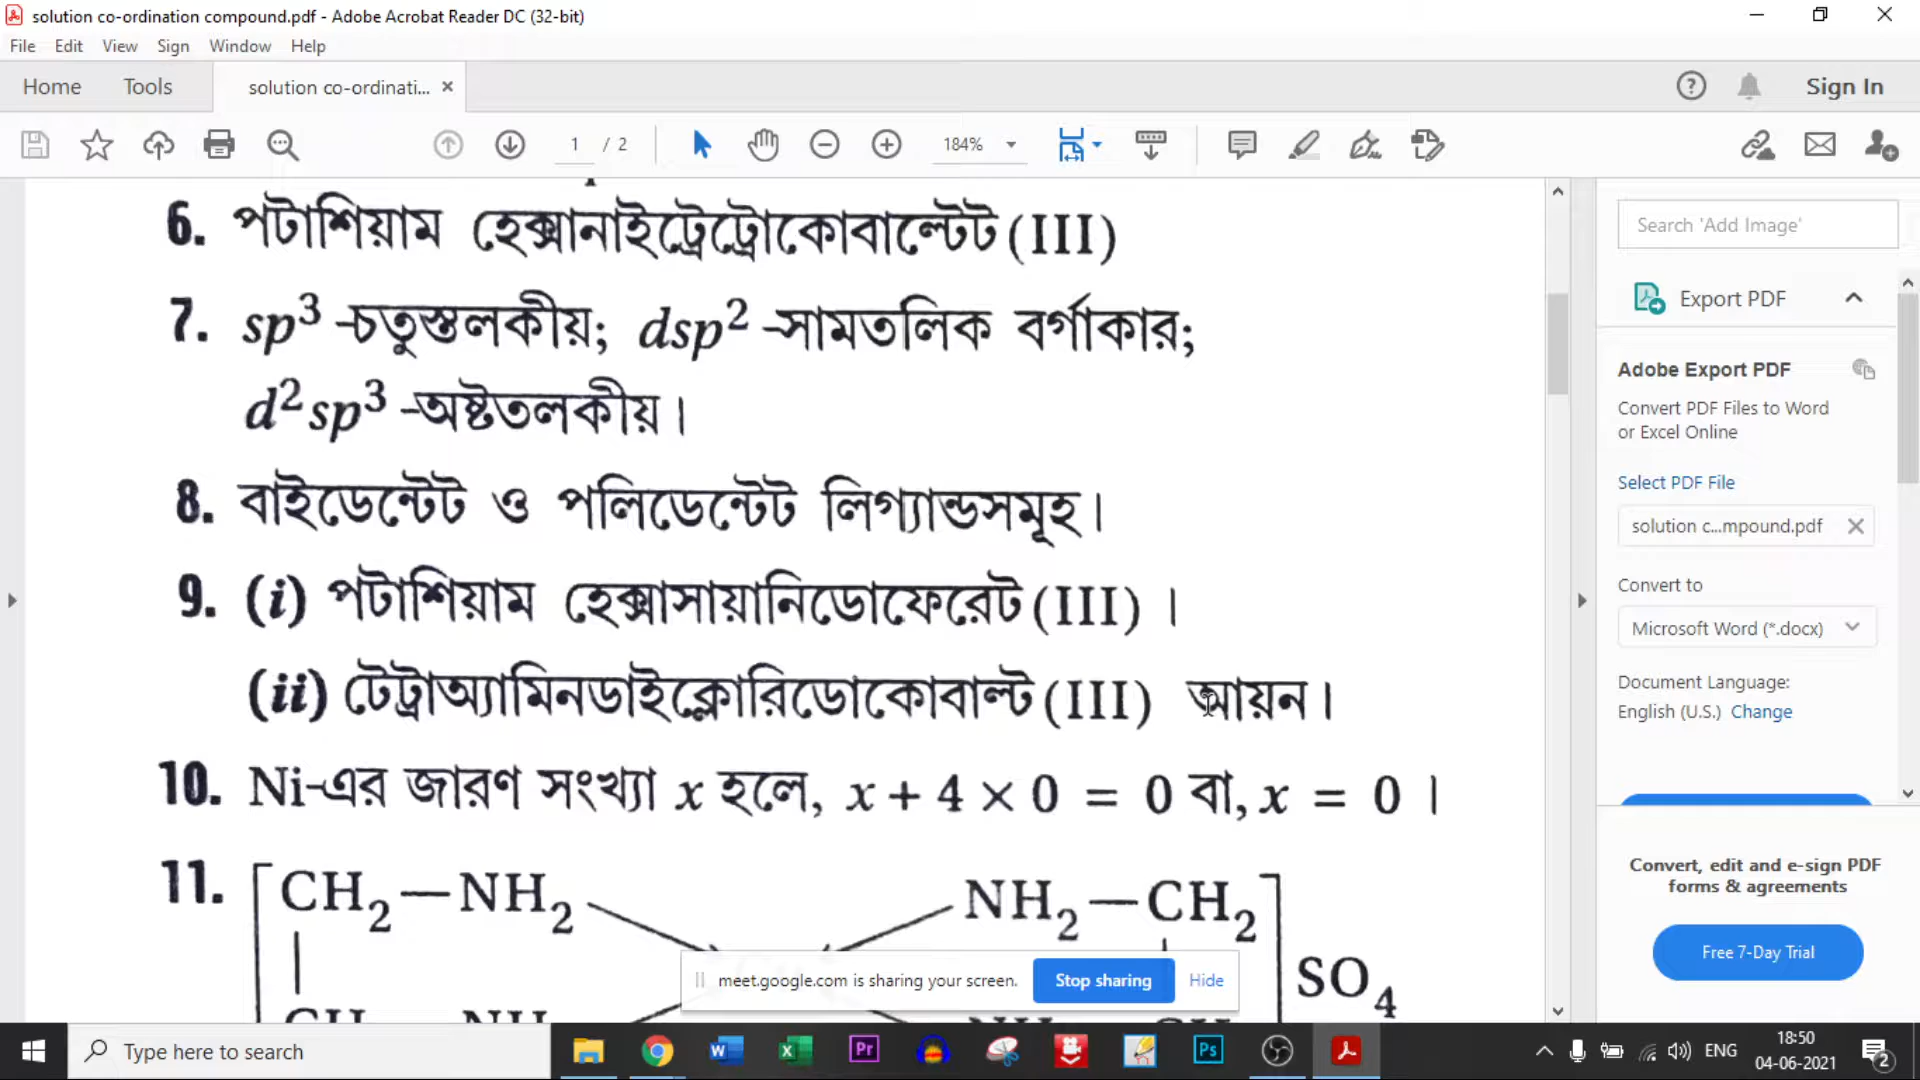 solution co-ordination compound.pdf - Adobe Acrobat Reader DC (32-bit)
File Edit View Sign Window Help
Home Tools solution co-ordinati... × Sign In
1 / 2 184%
6. পটাশিয়াম হেক্সানাইট্রেট্রোকোবাল্টেট (III)
7. sp³ -চতুস্তলকীয়; dsp² -সামতলিক বর্গাকার;
d²sp³ -অষ্টতলকীয়।
8. বাইডেন্টেট ও পলিডেন্টেট লিগ্যান্ডসমূহ।
9. (i) পটাশিয়াম হেক্সাসায়ানিডোফেরেট (III) ।
(ii) টেট্রাঅ্যামিনডাইক্লোরিডোকোবাল্ট (III) আয়ন।
10. Ni-এর জারণ সংখ্যা x হলে, x + 4 × 0 = 0 বা, x = 0 ।
11. CH₂—NH₂ NH₂—CH₂
SO₄
meet.google.com is sharing your screen. Stop sharing Hide
Search 'Add Image'
Export PDF
Adobe Export PDF
Convert PDF Files to Word
or Excel Online
Select PDF File
solution c...mpound.pdf
Convert to
Microsoft Word (*.docx)
Document Language:
English (U.S.) Change
Convert, edit and e-sign PDF
forms & agreements
Free 7-Day Trial
Type here to search
W X Pr Ps
ENG
18:50
04-06-2021
2